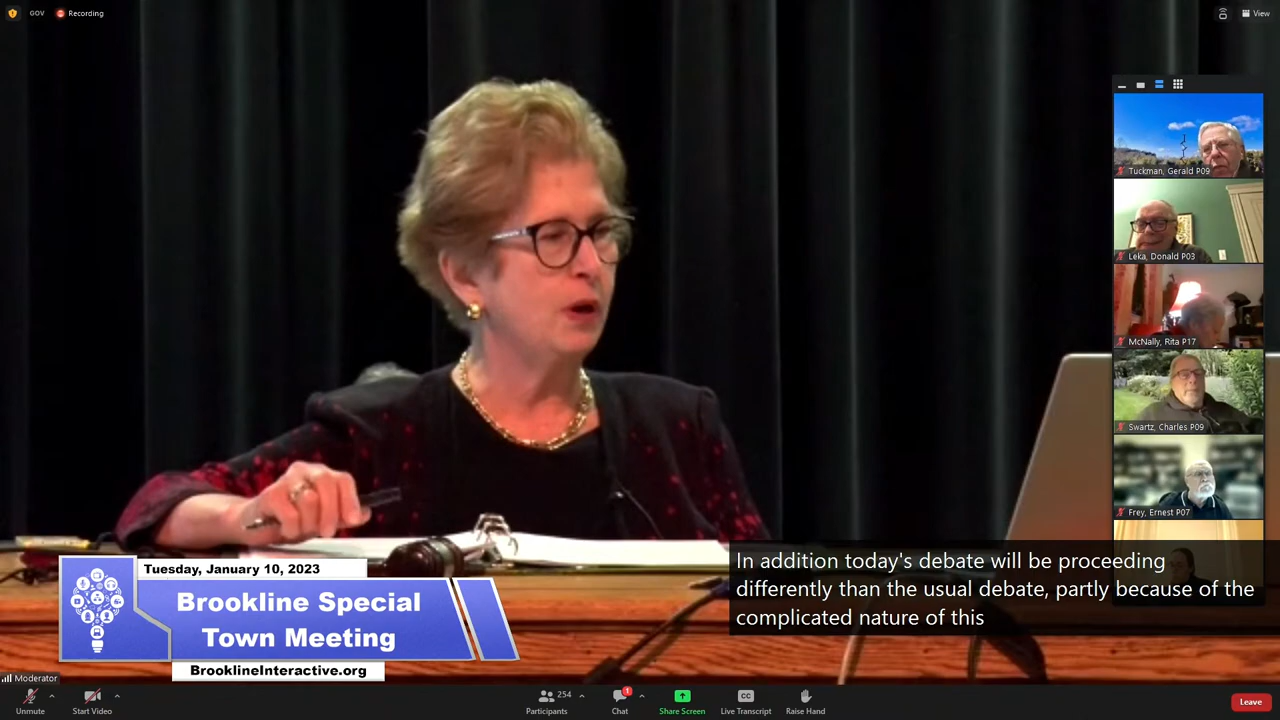 GOV
Recording
View
Tuckman, Gerald P09
Leka, Donald P03
McNally, Rita P17
Swartz, Charles P09
Frey, Ernest P07
In addition today's debate will be proceeding
differently than the usual debate, partly because of the
complicated nature of this
Tuesday, January 10, 2023
Brookline Special
Town Meeting
BrooklineInteractive.org
Moderator
Unmute
Start Video
254
Participants
1
Chat
Share Screen
CC
Live Transcript
Raise Hand
Leave